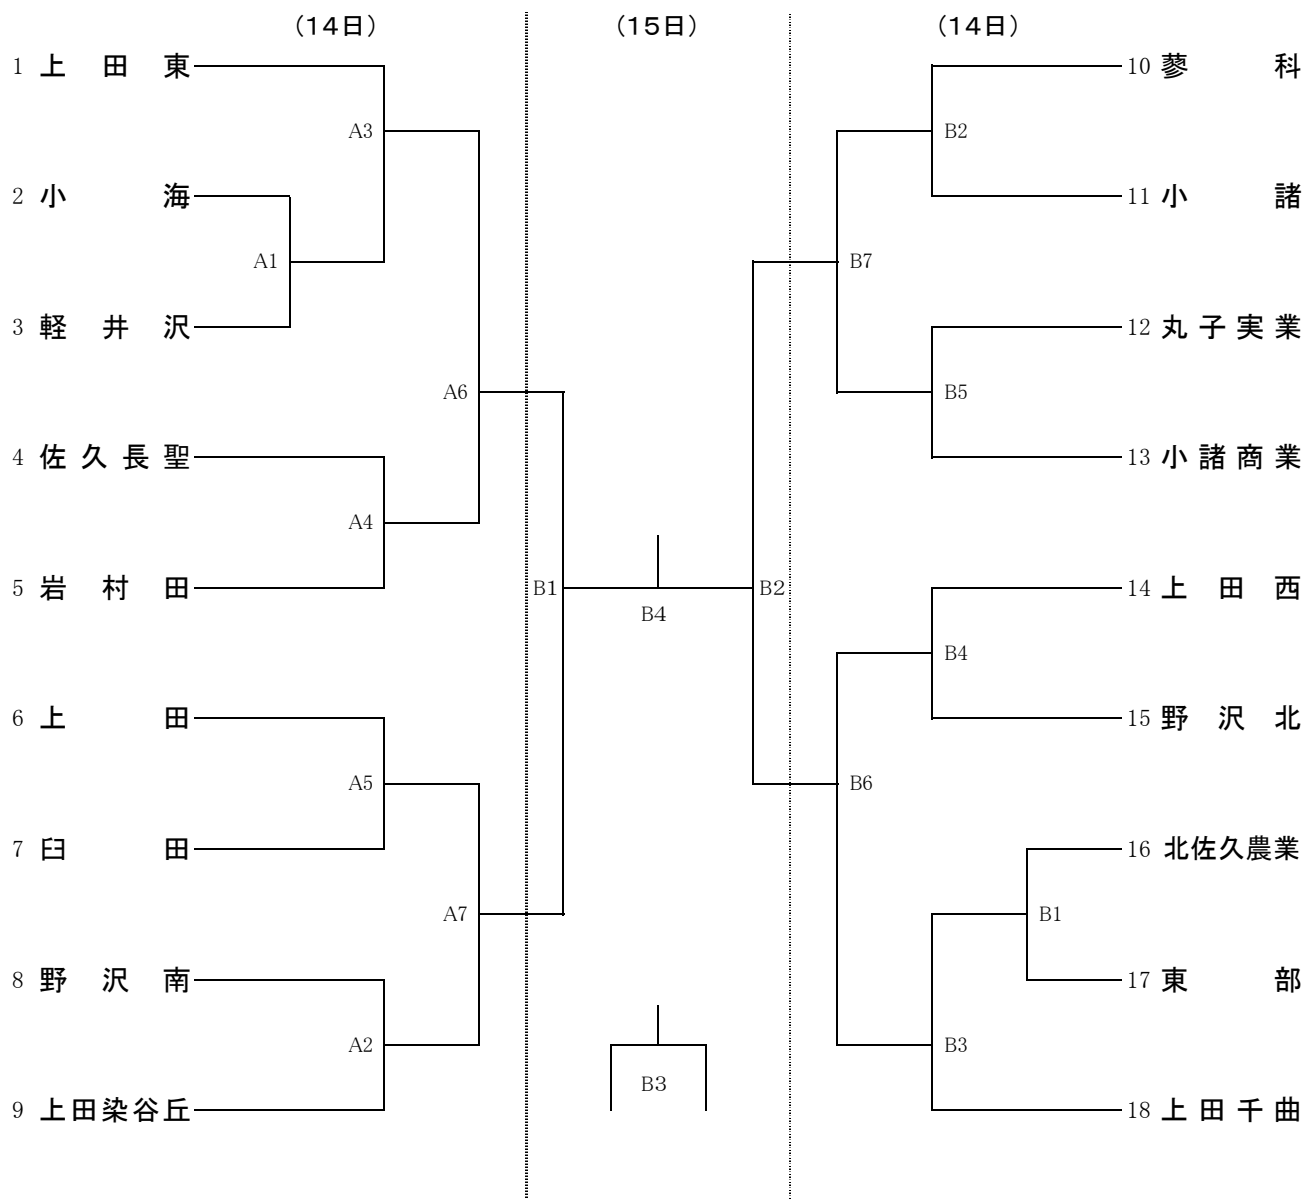 （14日） （15日） （14日）
1 上田東
10 蓼科
A3 B2
2 小海
11 小諸
A1 B7
3 軽井沢
12 丸子実業
A6 B5
4 佐久長聖
13 小諸商業
A4
5 岩村田
B1 B2
14 上田西
B4
B4
6 上田
15 野沢北
A5 B6
7 臼田
16 北佐久農業
A7 B1
8 野沢南
17 東部
A2 B3
B3
9 上田染谷丘
18 上田千曲